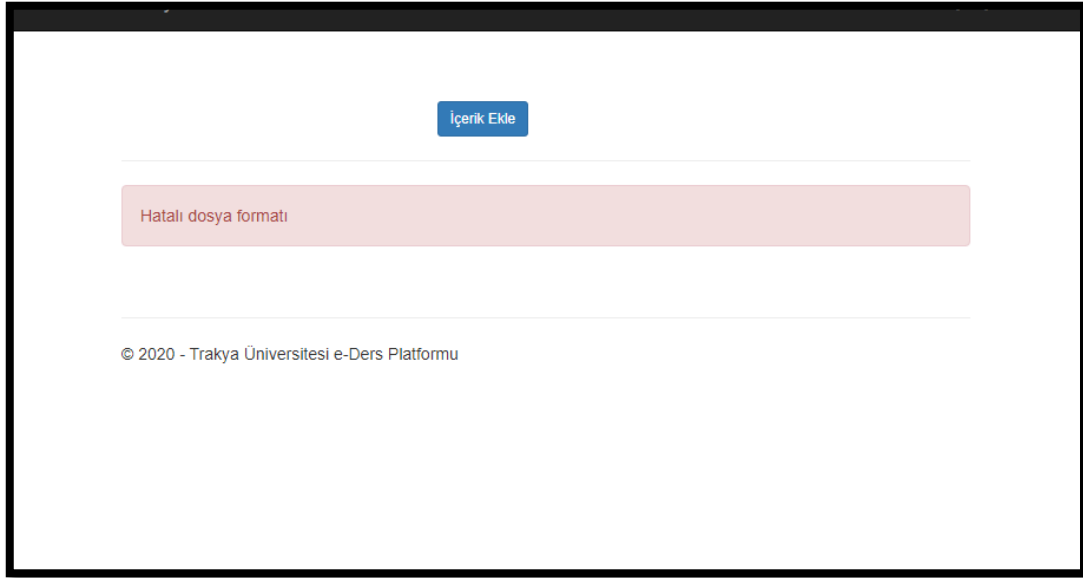 İçerik Ekle
Hatalı dosya formatı
© 2020 - Trakya Üniversitesi e-Ders Platformu